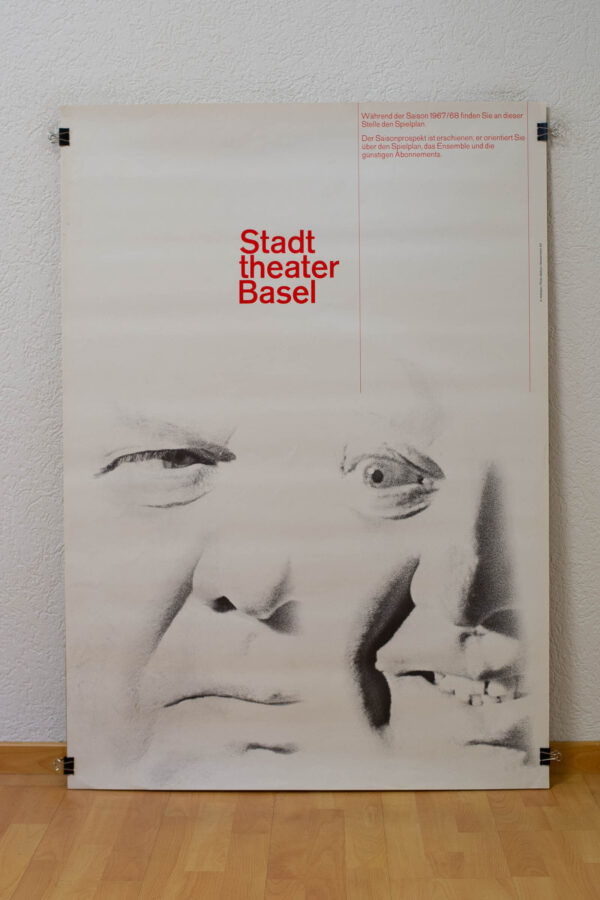 Während der Saison 1967/68 finden Sie an dieser
Stelle den Spielplan.
Der Saisonprospekt ist erschienen; er orientiert Sie
über den Spielplan, das Ensemble und die
günstigen Abonnements.
Stadt
theater
Basel